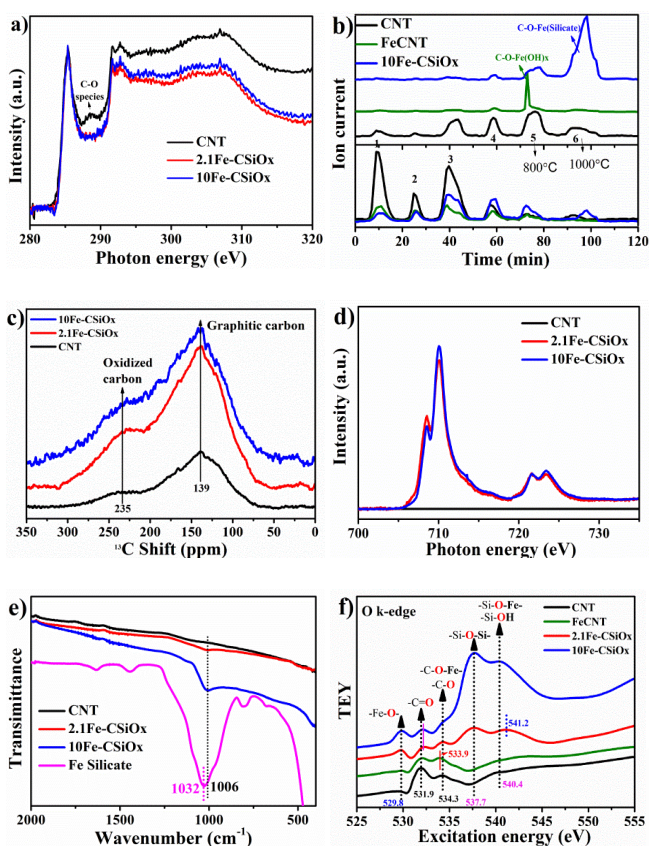 a)
Intensity (a.u.)
C-O
species
CNT
2.1Fe-CSiOx
10Fe-CSiOx
280 290 300 310 320
Photon energy (eV)
b)
Ion current
CNT
FeCNT
10Fe-CSiOx
C-O-Fe(Silicate)
C-O-Fe(OH)x
1 2 3 4 5 6
800°C
1000°C
0 20 40 60 80 100 120
Time (min)
c)
Intensity (a.u.)
10Fe-CSiOx
2.1Fe-CSiOx
CNT
Graphitic carbon
Oxidized
carbon
235
139
350 300 250 200 150 100 50 0
¹³C Shift (ppm)
d)
Intensity (a.u.)
CNT
2.1Fe-CSiOx
10Fe-CSiOx
700 710 720 730
Photon energy (eV)
e)
Transimittance
CNT
2.1Fe-CSiOx
10Fe-CSiOx
Fe Silicate
1032
1006
2000 1500 1000 500
Wavenumber (cm⁻¹)
f)
TEY
O k-edge
CNT
FeCNT
2.1Fe-CSiOx
10Fe-CSiOx
-Si-O-Fe-
-Si-OH
-Si-O-Si-
-C-O-Fe-
-C-O
-C=O
-Fe-O-
541.2
533.9
529.8
531.9
534.3
537.7
540.4
525 530 535 540 545 550 555
Excitation energy (eV)